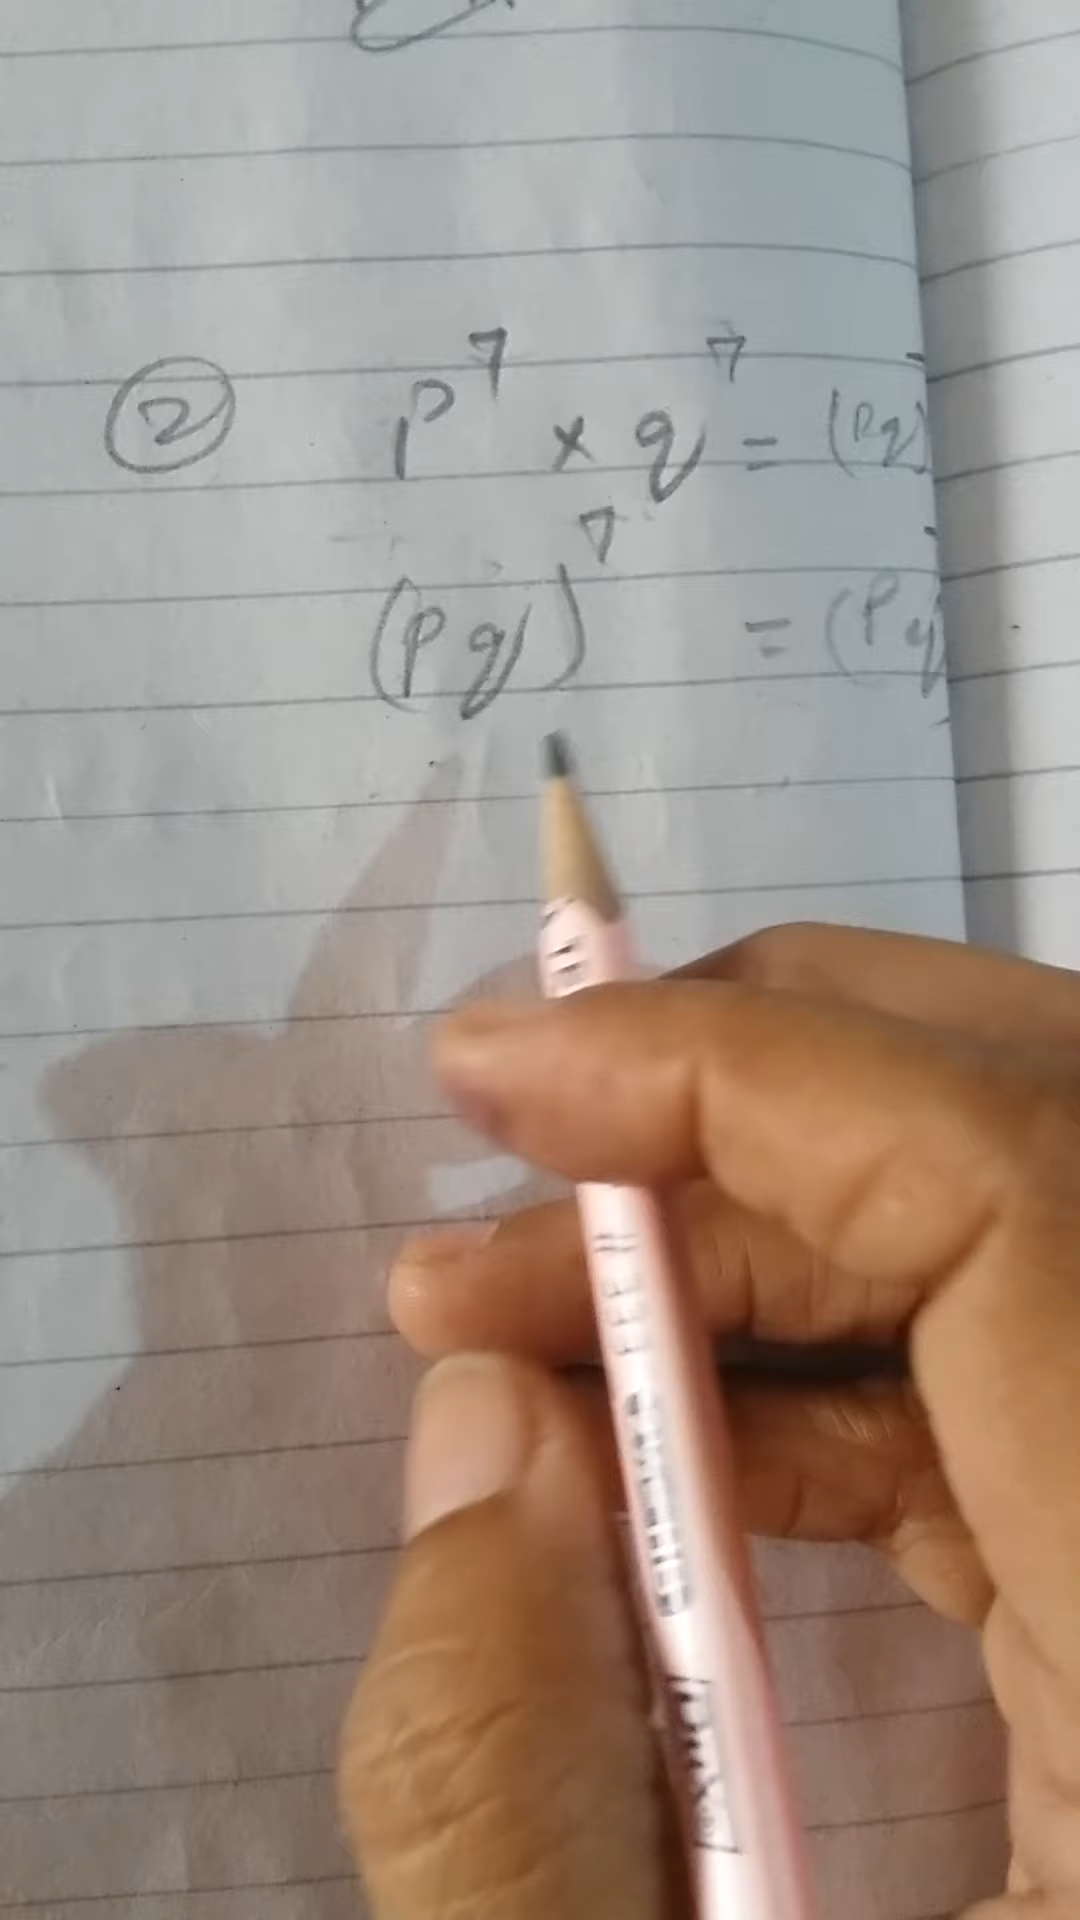 ② P⁷ × q⁷ = (Pq)
(Pq)⁷ = (Pq